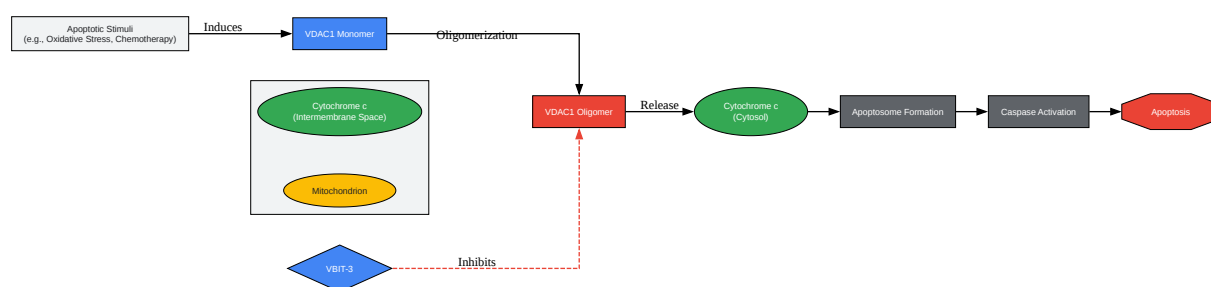 Apoptotic Stimuli
(e.g., Oxidative Stress, Chemotherapy)
Induces
VDAC1 Monomer
Oligomerization
Cytochrome c
(Intermembrane Space)
Mitochondrion
VDAC1 Oligomer
Release
Cytochrome c
(Cytosol)
Apoptosome Formation
Caspase Activation
Apoptosis
VBIT-3
Inhibits